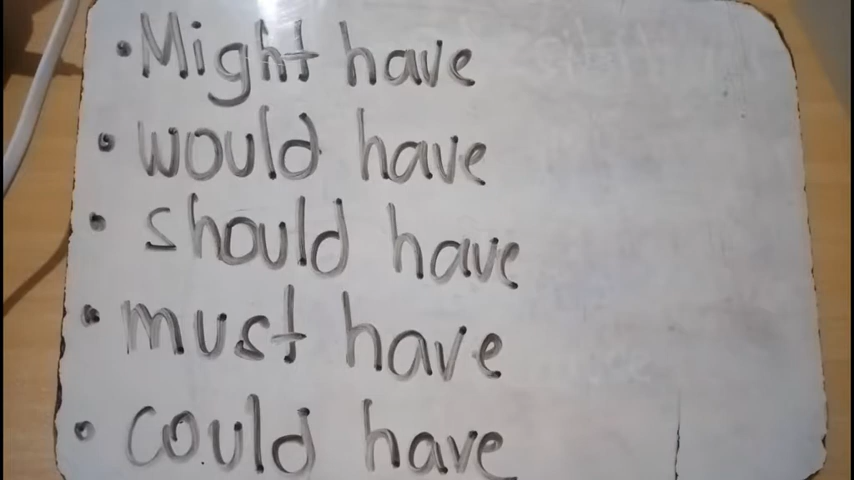 • Might have
• would have
• should have
• must have
• could have